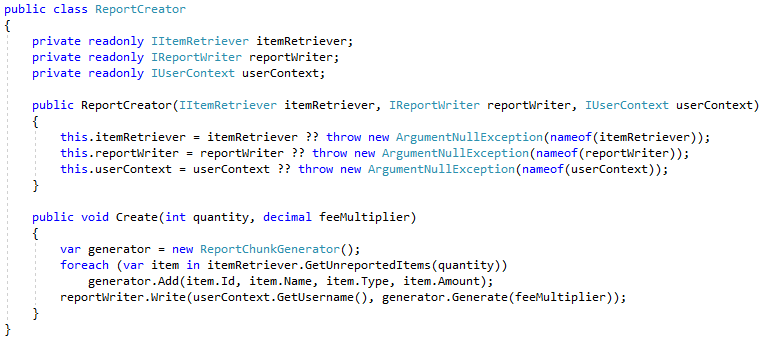 public class ReportCreator
{
    private readonly IItemRetriever itemRetriever;
    private readonly IReportWriter reportWriter;
    private readonly IUserContext userContext;

    public ReportCreator(IItemRetriever itemRetriever, IReportWriter reportWriter, IUserContext userContext)
    {
        this.itemRetriever = itemRetriever ?? throw new ArgumentNullException(nameof(itemRetriever));
        this.reportWriter = reportWriter ?? throw new ArgumentNullException(nameof(reportWriter));
        this.userContext = userContext ?? throw new ArgumentNullException(nameof(userContext));
    }

    public void Create(int quantity, decimal feeMultiplier)
    {
        var generator = new ReportChunkGenerator();
        foreach (var item in itemRetriever.GetUnreportedItems(quantity))
            generator.Add(item.Id, item.Name, item.Type, item.Amount);
        reportWriter.Write(userContext.GetUsername(), generator.Generate(feeMultiplier));
    }
}